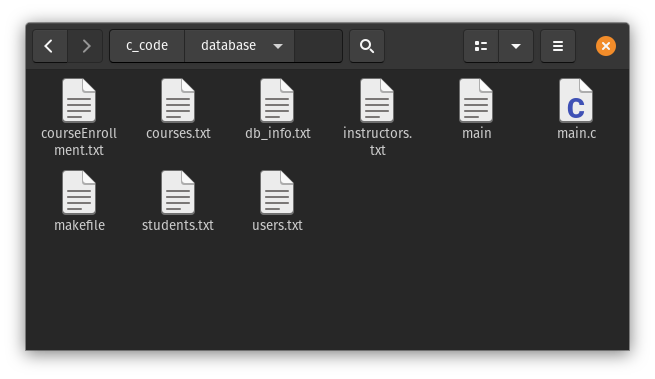 c_code database
courseEnroll
ment.txt
courses.txt
db_info.txt
instructors.
txt
main
main.c
C
makefile
students.txt
users.txt